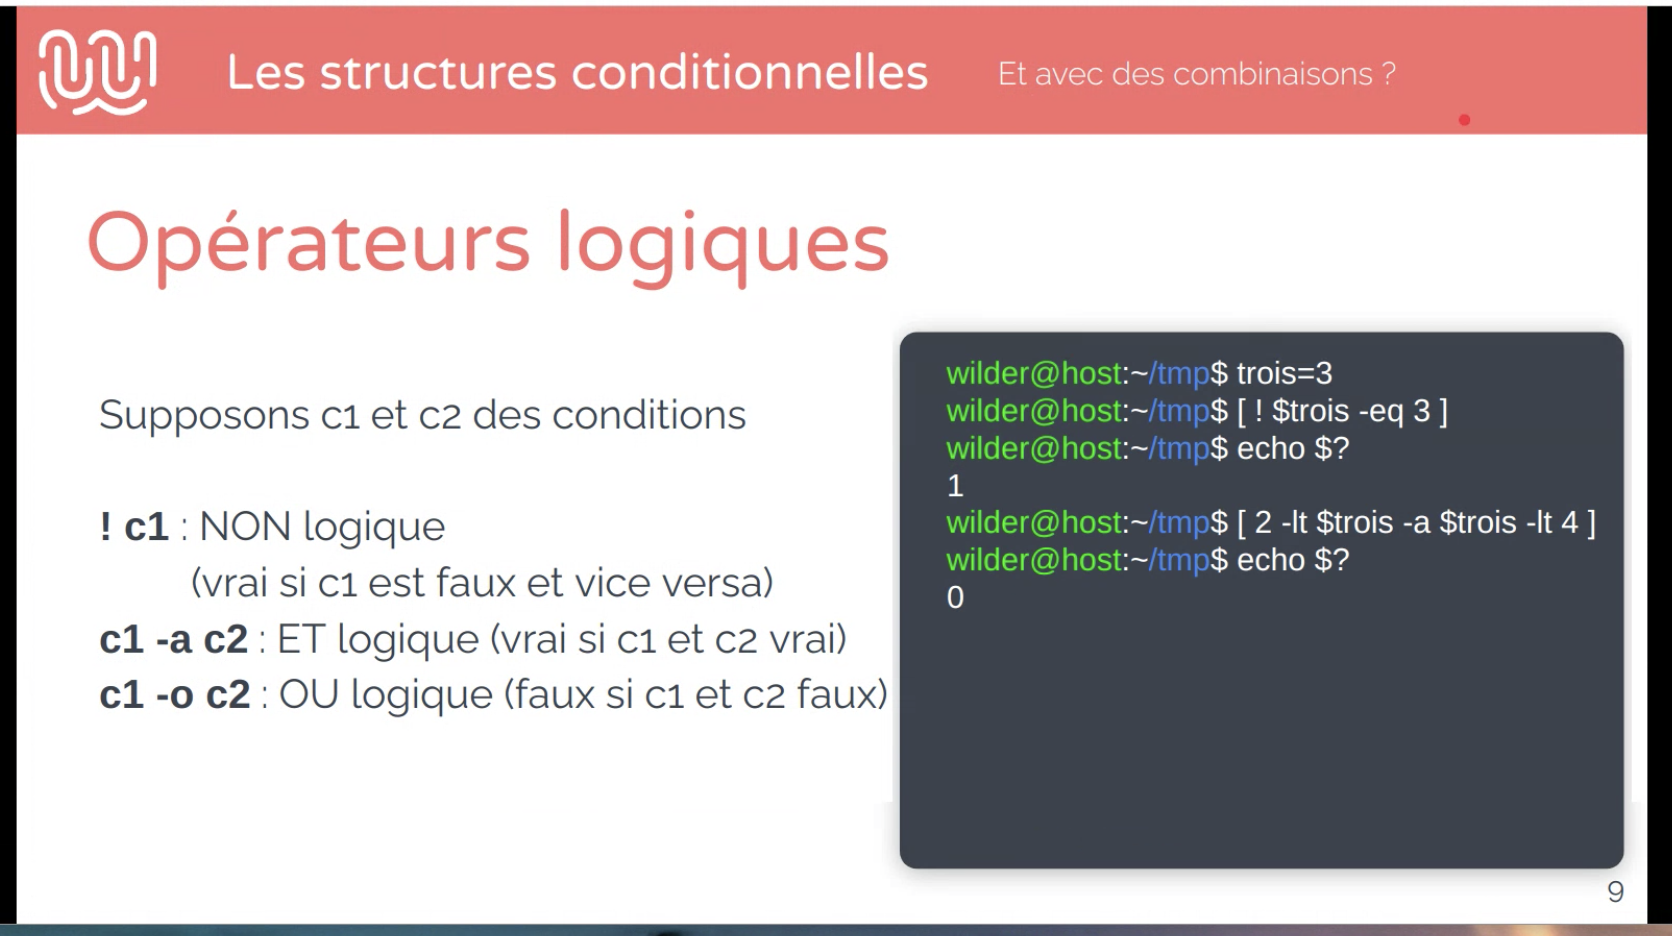 Les structures conditionnelles
Et avec des combinaisons ?
Opérateurs logiques
Supposons c1 et c2 des conditions
! c1 : NON logique
(vrai si c1 est faux et vice versa)
c1 -a c2 : ET logique (vrai si c1 et c2 vrai)
c1 -o c2 : OU logique (faux si c1 et c2 faux)
wilder@host:~/tmp$ trois=3
wilder@host:~/tmp$ [ ! $trois -eq 3 ]
wilder@host:~/tmp$ echo $?
1
wilder@host:~/tmp$ [ 2 -lt $trois -a $trois -lt 4 ]
wilder@host:~/tmp$ echo $?
0
9